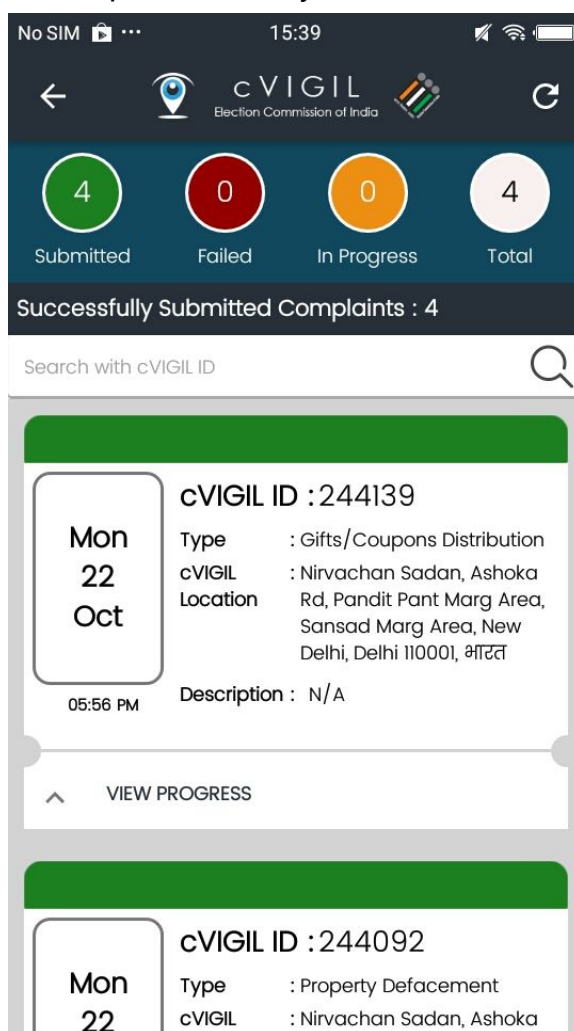 No SIM ··· 15:39
cVIGIL
Election Commission of India
4 0 0 4
Submitted Failed In Progress Total
Successfully Submitted Complaints : 4
Search with cVIGIL ID
cVIGIL ID : 244139
Mon
22
Oct
05:56 PM
Type : Gifts/Coupons Distribution
cVIGIL : Nirvachan Sadan, Ashoka
Location Rd, Pandit Pant Marg Area,
Sansad Marg Area, New
Delhi, Delhi 110001, भारत
Description : N/A
VIEW PROGRESS
cVIGIL ID : 244092
Mon
22
Type : Property Defacement
cVIGIL : Nirvachan Sadan, Ashoka